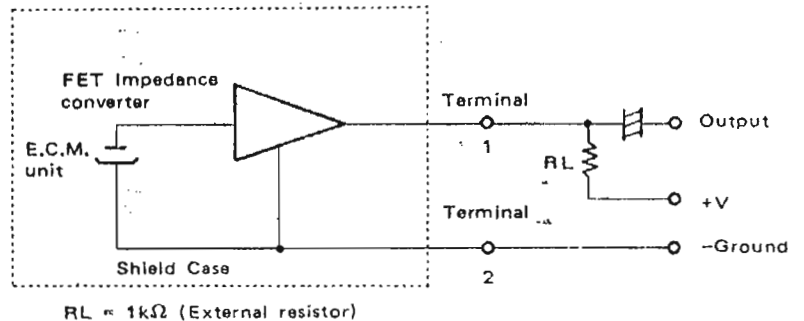 FET Impedance
converter
E.C.M.
unit
Shield Case
Terminal
1
RL
Output
+V
Terminal
2
-Ground
RL = 1kΩ (External resistor)